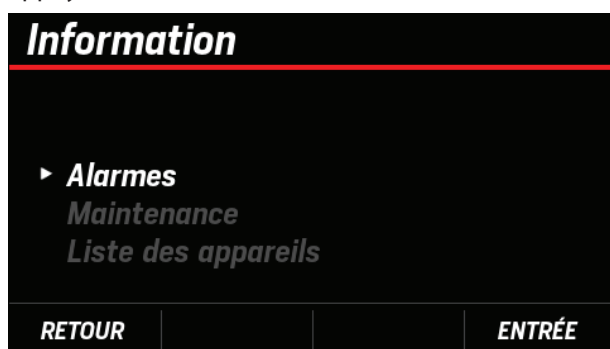 Information
Alarmes
Maintenance
Liste des appareils
RETOUR ENTRÉE